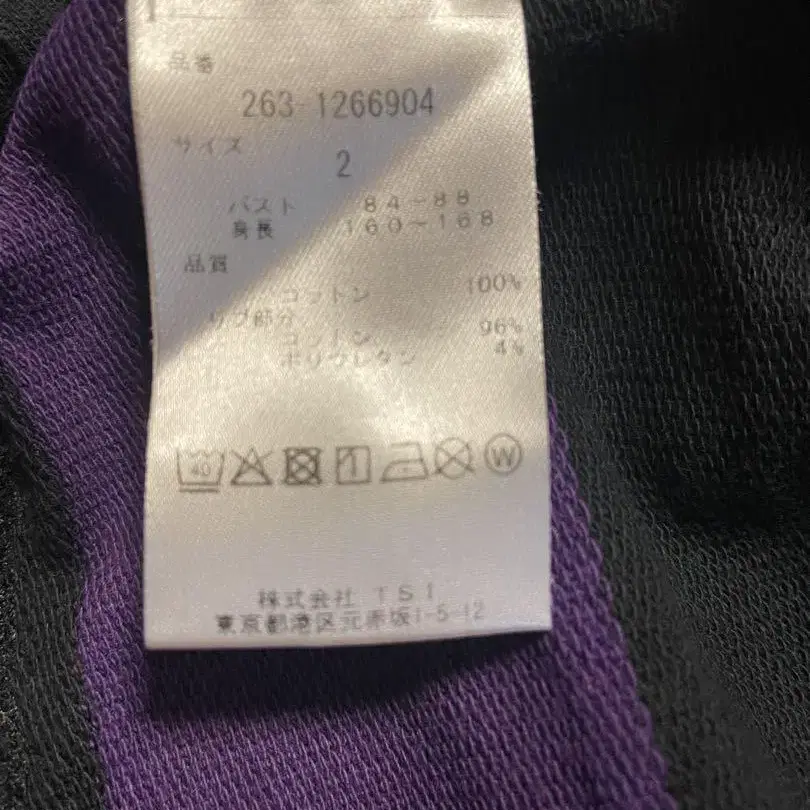 品番
263-1266904
サイズ
2
バスト 84~88
身長 160~168
品質
コットン 100%
リブ部分
コットン 96%
ポリウレタン 4%
40 W
株式会社 TSI
東京都港区元赤坂1-5-12